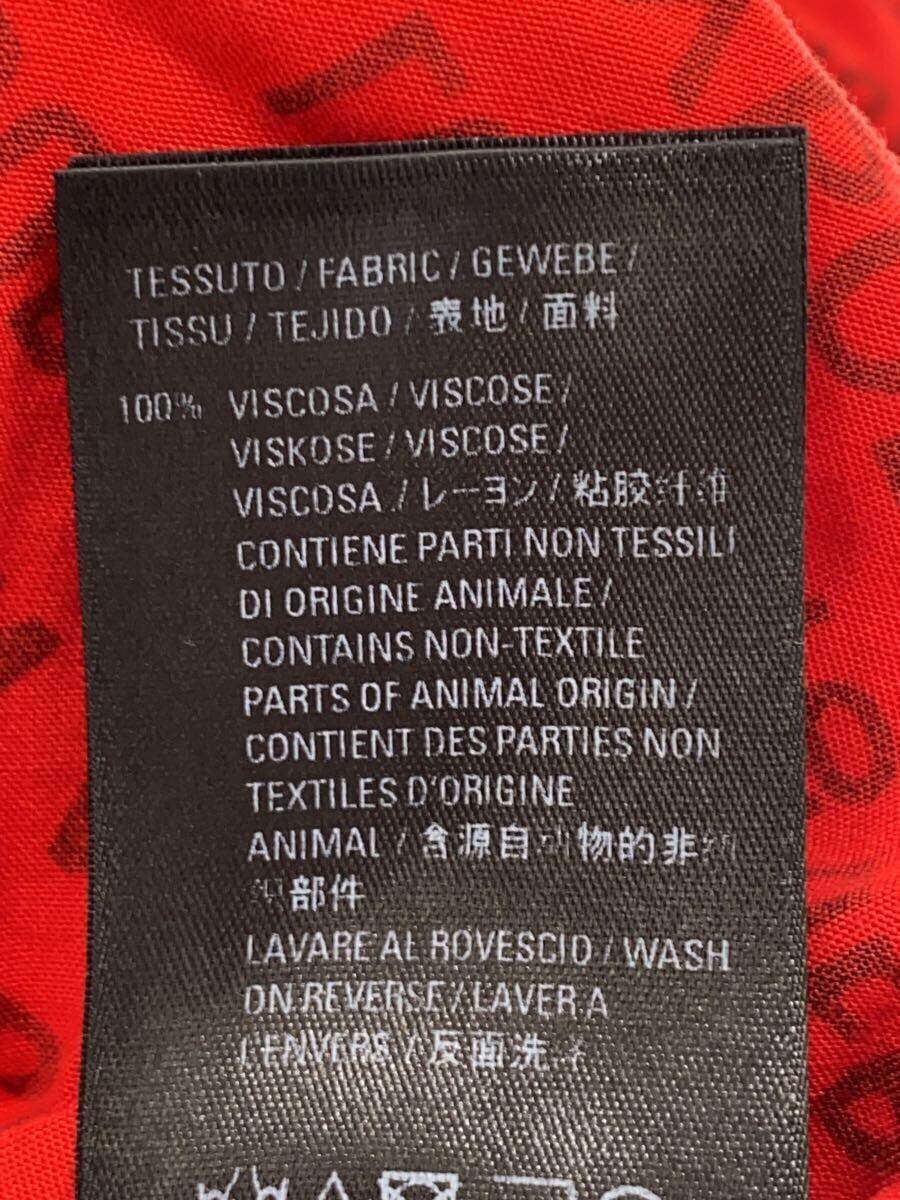 TESSUTO / FABRIC / GEWEBE /
TISSU / TEJIDO / 表地 / 面料
100% VISCOSA / VISCOSE /
VISKOSE / VISCOSE /
VISCOSA / レーヨン / 粘胶纤维
CONTIENE PARTI NON TESSILI
DI ORIGINE ANIMALE /
CONTAINS NON-TEXTILE
PARTS OF ANIMAL ORIGIN /
CONTIENT DES PARTIES NON
TEXTILES D'ORIGINE
ANIMAL / 含源自动物的非纺
织部件
LAVARE AL ROVESCIO / WASH
ON REVERSE / LAVER A
L'ENVERS / 反面洗